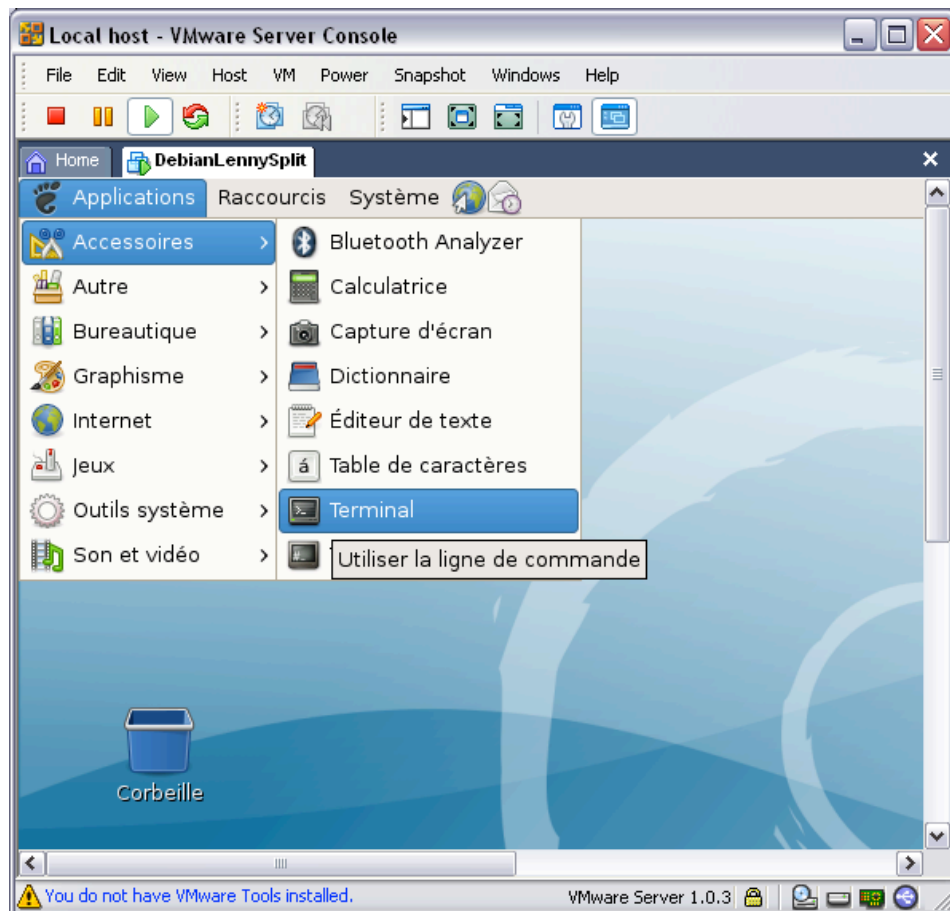 Local host - VMware Server Console
File Edit View Host VM Power Snapshot Windows Help
Home DebianLennySplit
Applications Raccourcis Système
Accessoires
Autre
Bureautique
Graphisme
Internet
Jeux
Outils système
Son et vidéo
Bluetooth Analyzer
Calculatrice
Capture d'écran
Dictionnaire
Éditeur de texte
á Table de caractères
Terminal
Utiliser la ligne de commande
Corbeille
You do not have VMware Tools installed. VMware Server 1.0.3